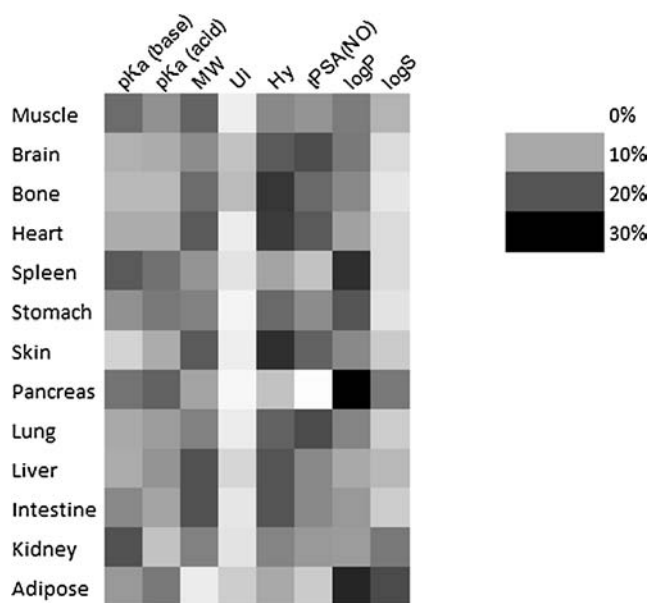 pKa (base) pKa (acid) MW UI Hy tPSA(NO) logP logS
Muscle 0%
Brain 10%
Bone 20%
Heart 30%
Spleen
Stomach
Skin
Pancreas
Lung
Liver
Intestine
Kidney
Adipose